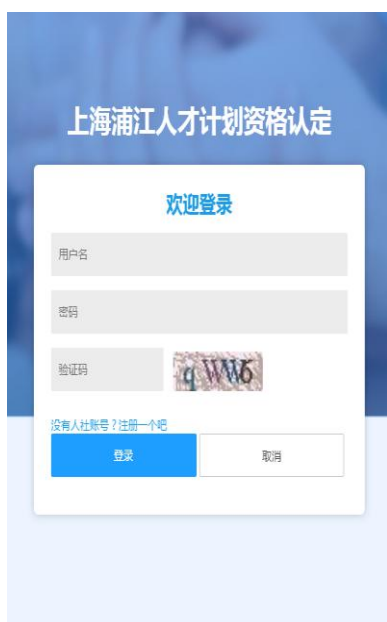 上海浦江人才计划资格认定
欢迎登录
用户名
密码
验证码
qWW6
没有人社账号？注册一个吧
登录
取消